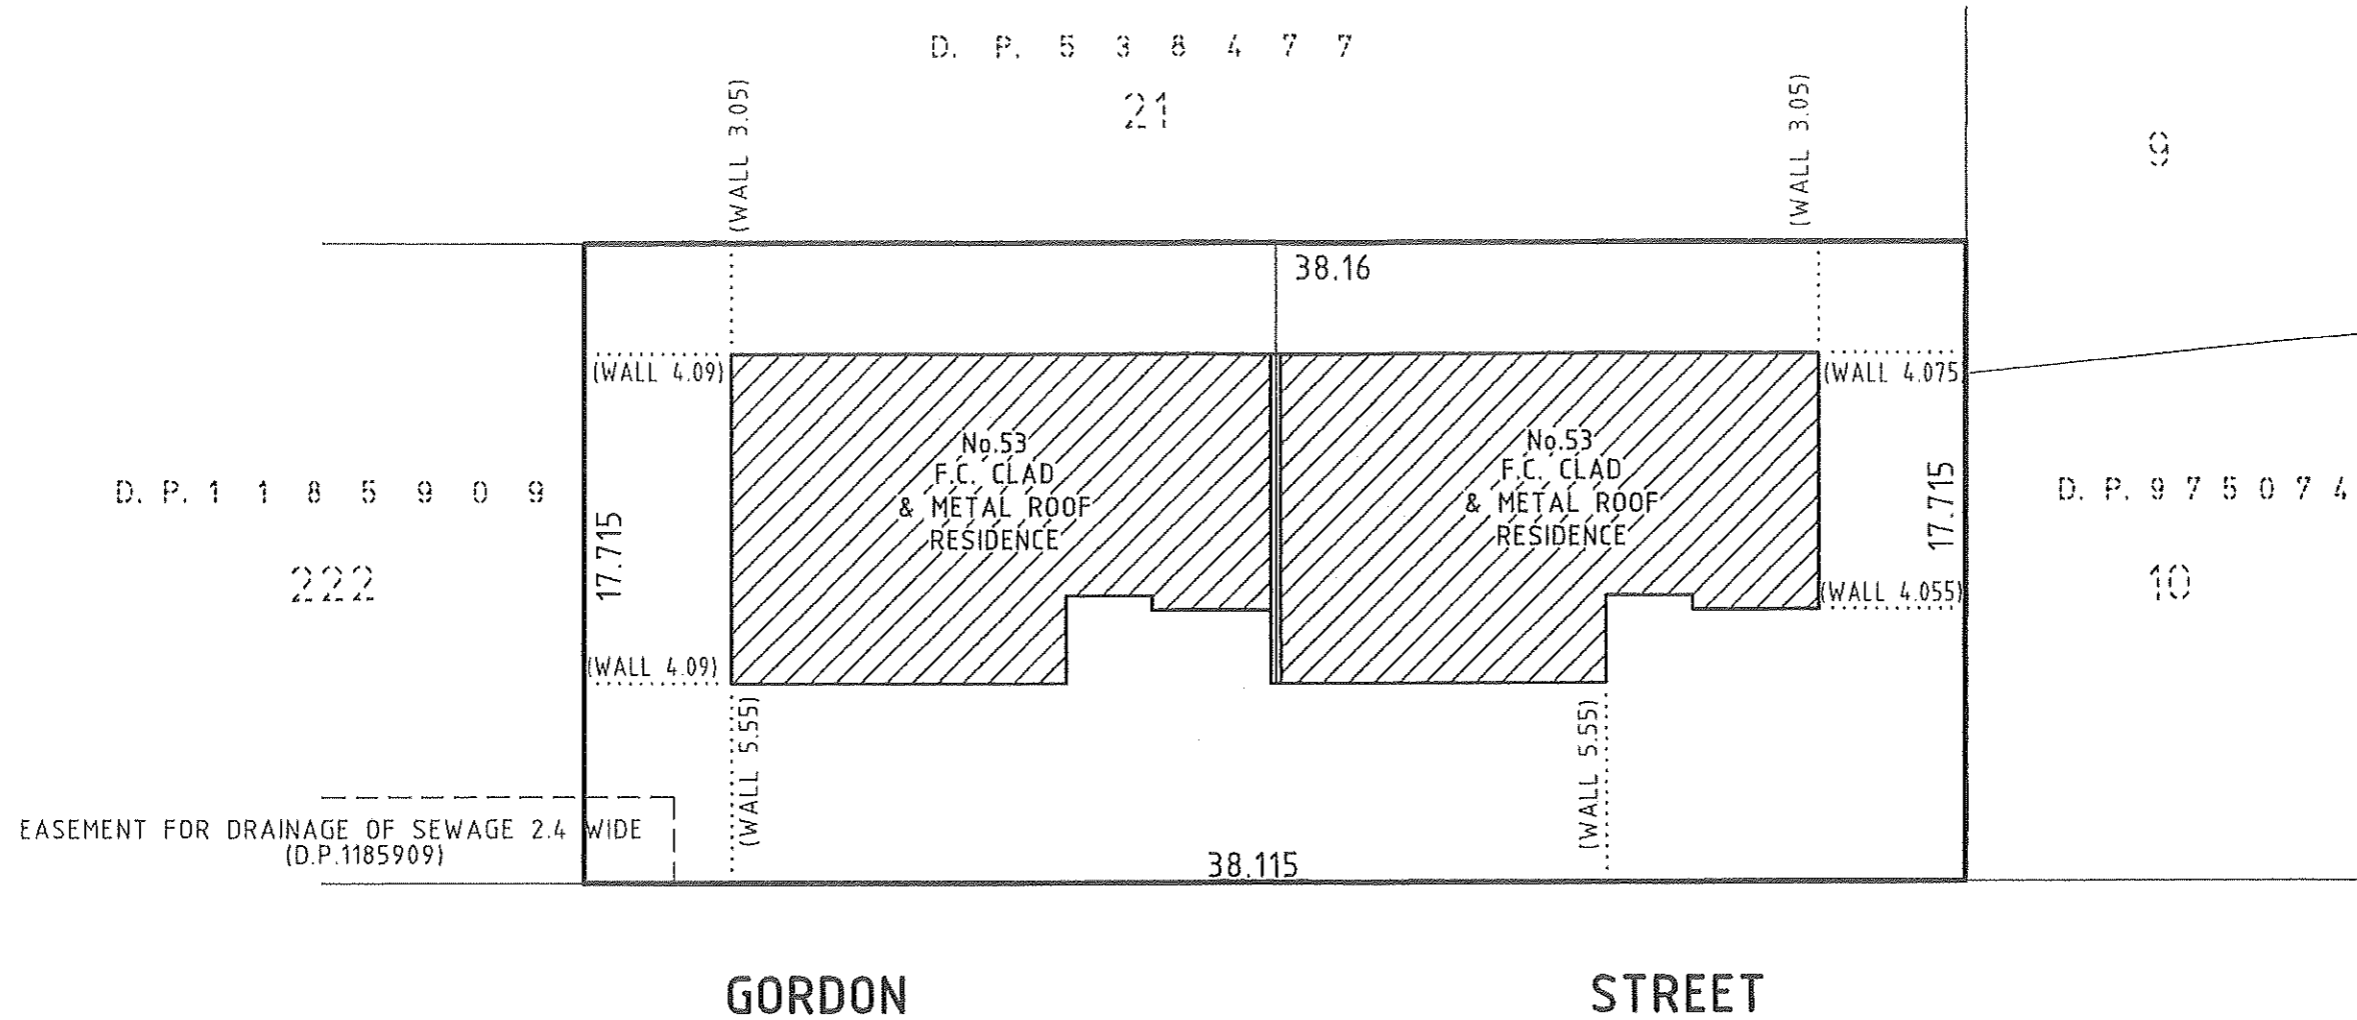 D. P. 5 3 8 4 7 7
21
(WALL 3.05)
(WALL 3.05)
9
38.16
(WALL 4.09)
(WALL 4.075)
No.53
F.C. CLAD
& METAL ROOF
RESIDENCE
No.53
F.C. CLAD
& METAL ROOF
RESIDENCE
D. P. 1 1 8 5 9 0 9
222
17.715
17.715
D. P. 9 7 5 0 7 4
10
(WALL 4.09)
(WALL 4.055)
(WALL 5.55)
(WALL 5.55)
EASEMENT FOR DRAINAGE OF SEWAGE 2.4 WIDE
(D.P.1185909)
38.115
GORDON STREET